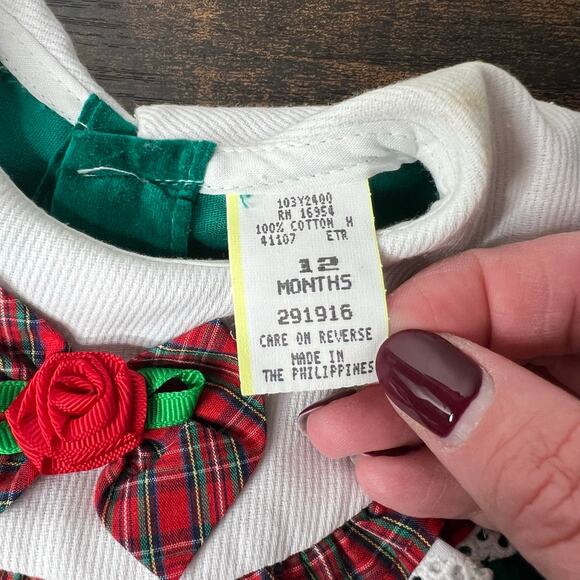 103Y2400
RN 16954
100% COTTON H
41107 ETR
12
MONTHS
291916
CARE ON REVERSE
MADE IN
THE PHILIPPINES